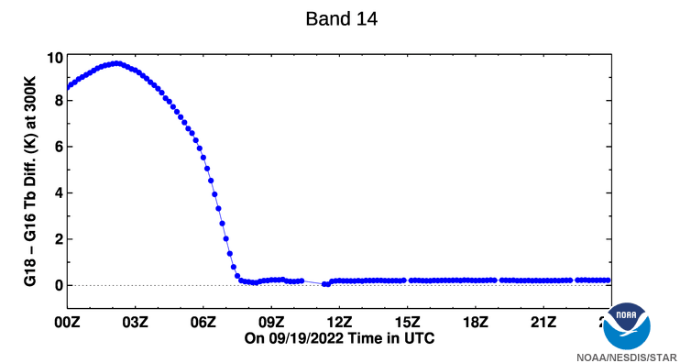 Band 14
G18 – G16 Tb Diff. (K) at 300K
10
8
6
4
2
0
00Z 03Z 06Z 09Z 12Z 15Z 18Z 21Z
On 09/19/2022 Time in UTC
NOAA
NOAA/NESDIS/STAR